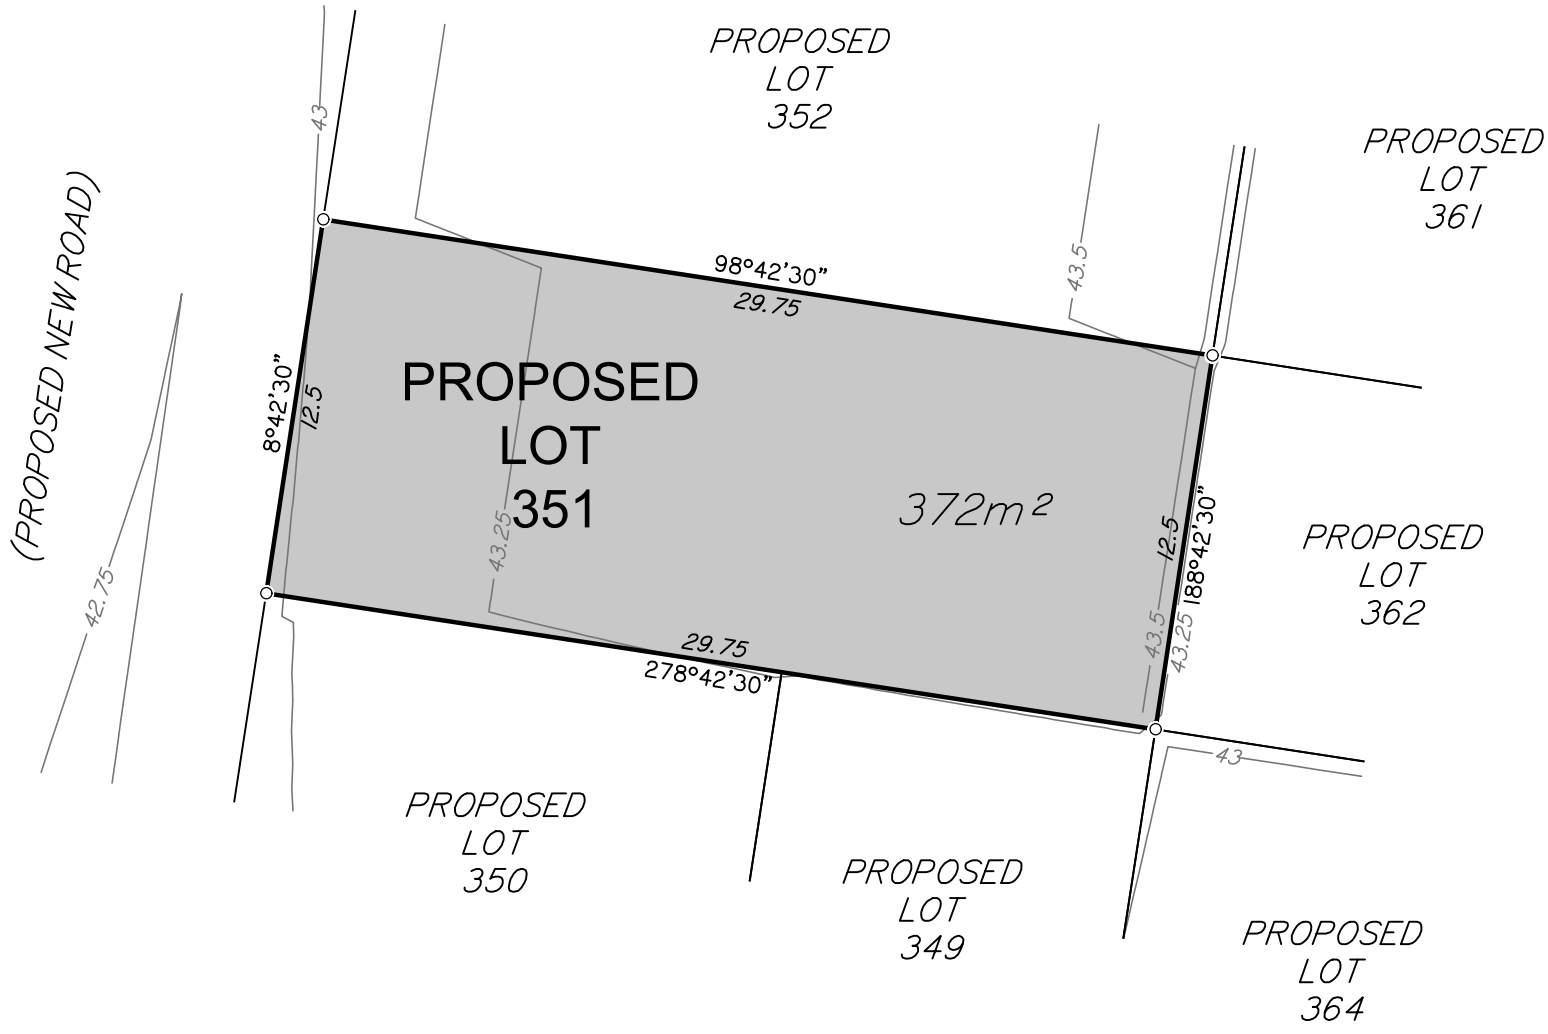 PROPOSED
LOT
352
PROPOSED
LOT
361
43
(PROPOSED NEW ROAD)
98°42'30"
29.75
43.5
8°42'30"
12.5
PROPOSED
LOT
351
372m²
43.25
12.5
188°42'30"
PROPOSED
LOT
362
42.75
43.5
43.25
29.75
278°42'30"
43
PROPOSED
LOT
350
PROPOSED
LOT
349
PROPOSED
LOT
364